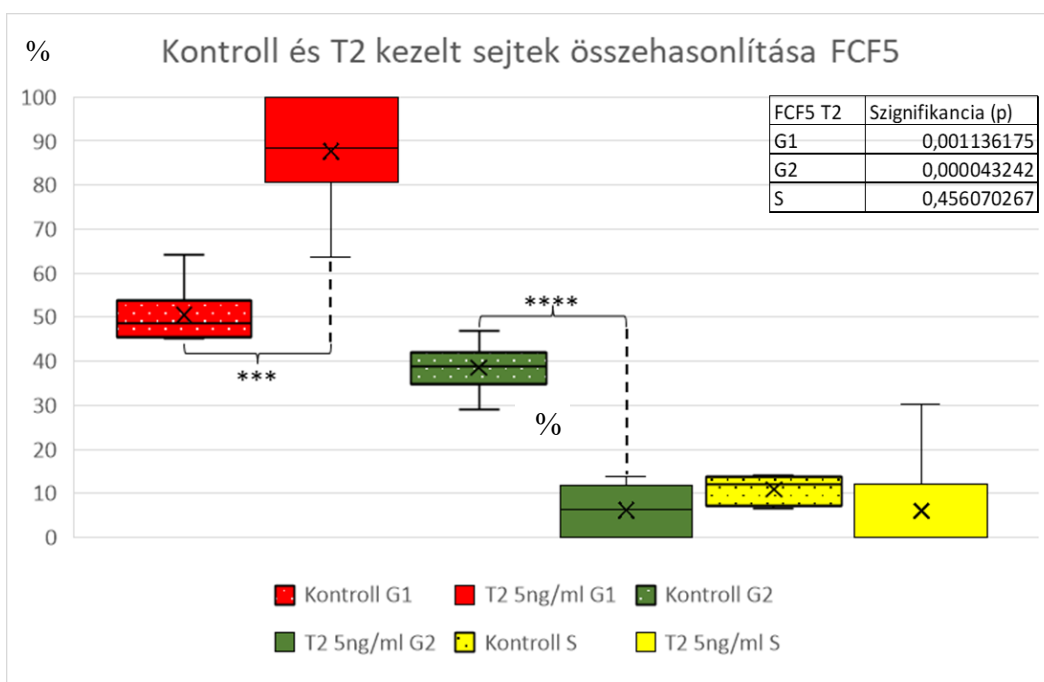 %
Kontroll és T2 kezelt sejtek összehasonlítása FCF5
FCF5 T2 Szignifikancia (p)
G1 0,001136175
G2 0,000043242
S 0,456070267
100
90
80
70
60
50
40
30
20
10
0
***
****
%
Kontroll G1 T2 5ng/ml G1 Kontroll G2
T2 5ng/ml G2 Kontroll S T2 5ng/ml S